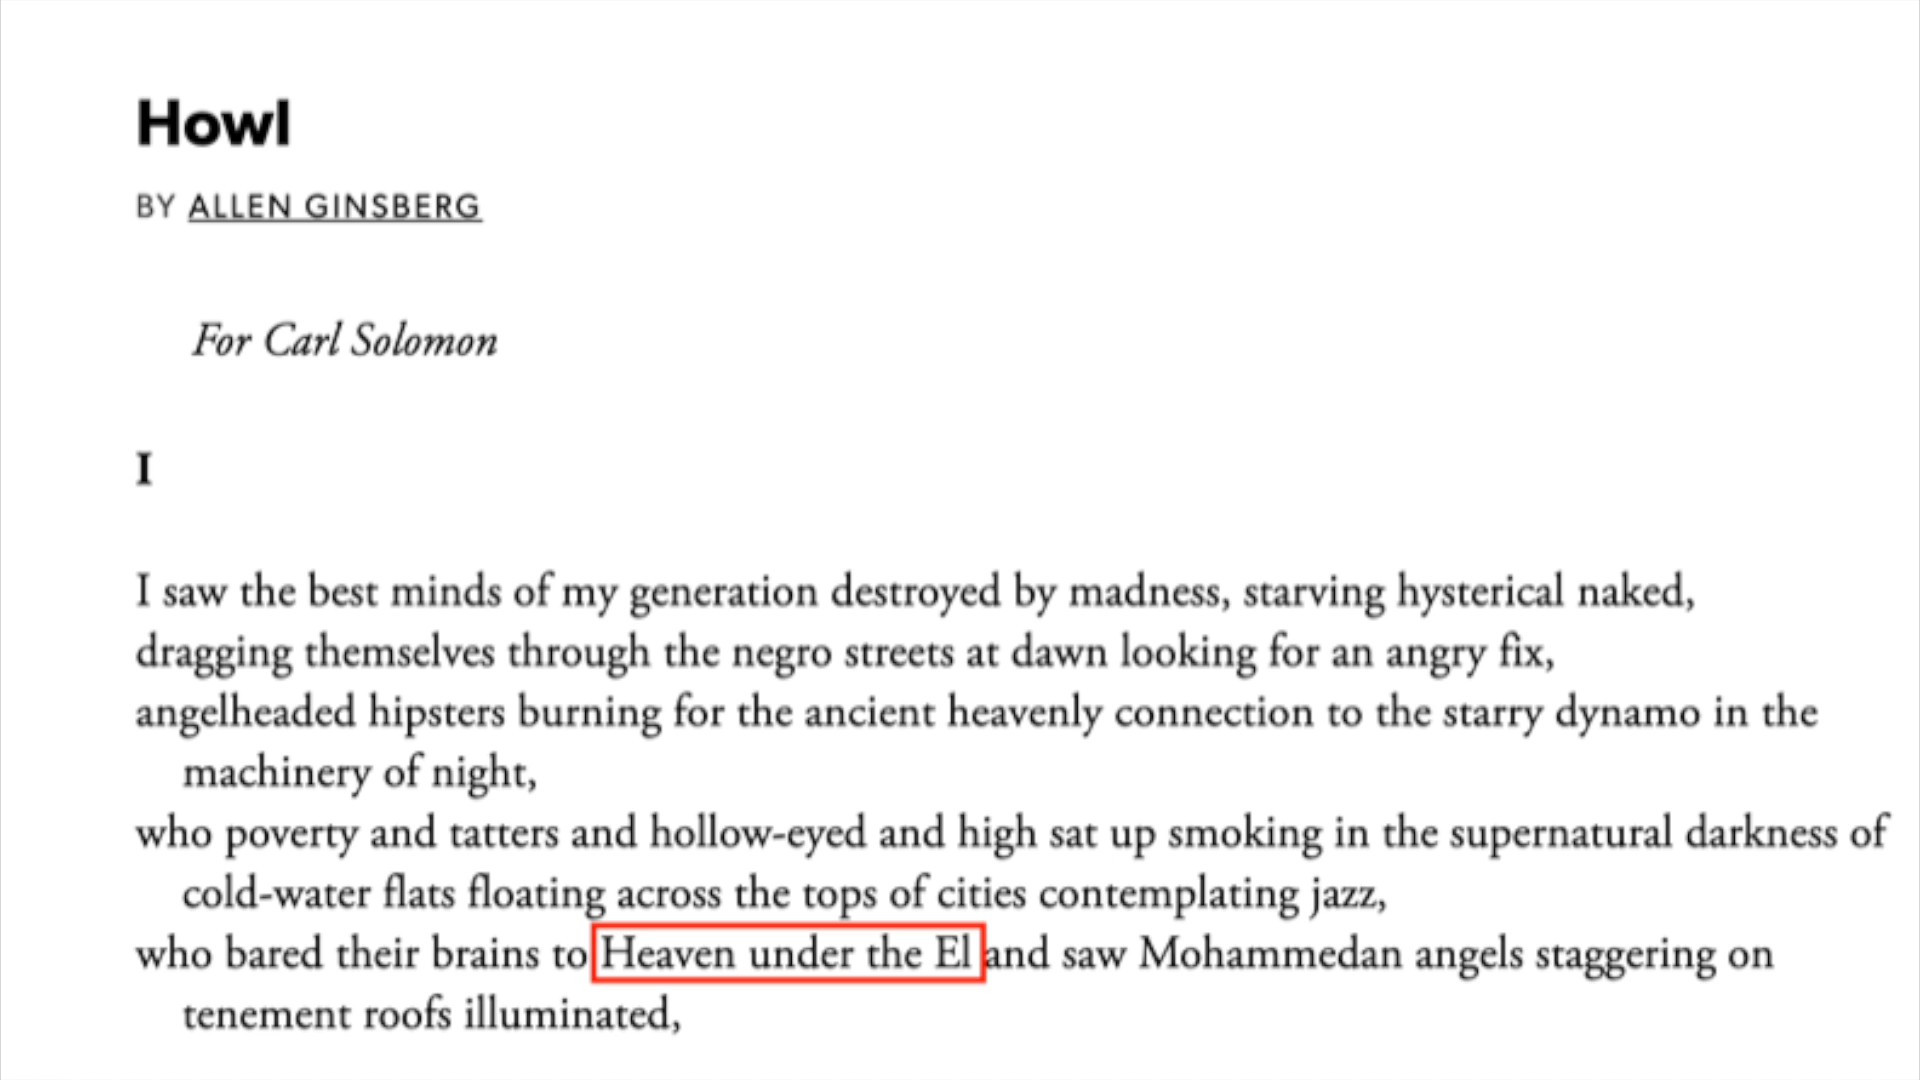 Howl
BY ALLEN GINSBERG
For Carl Solomon
I
I saw the best minds of my generation destroyed by madness, starving hysterical naked,
dragging themselves through the negro streets at dawn looking for an angry fix,
angelheaded hipsters burning for the ancient heavenly connection to the starry dynamo in the
machinery of night,
who poverty and tatters and hollow-eyed and high sat up smoking in the supernatural darkness of
cold-water flats floating across the tops of cities contemplating jazz,
who bared their brains to Heaven under the El and saw Mohammedan angels staggering on
tenement roofs illuminated,